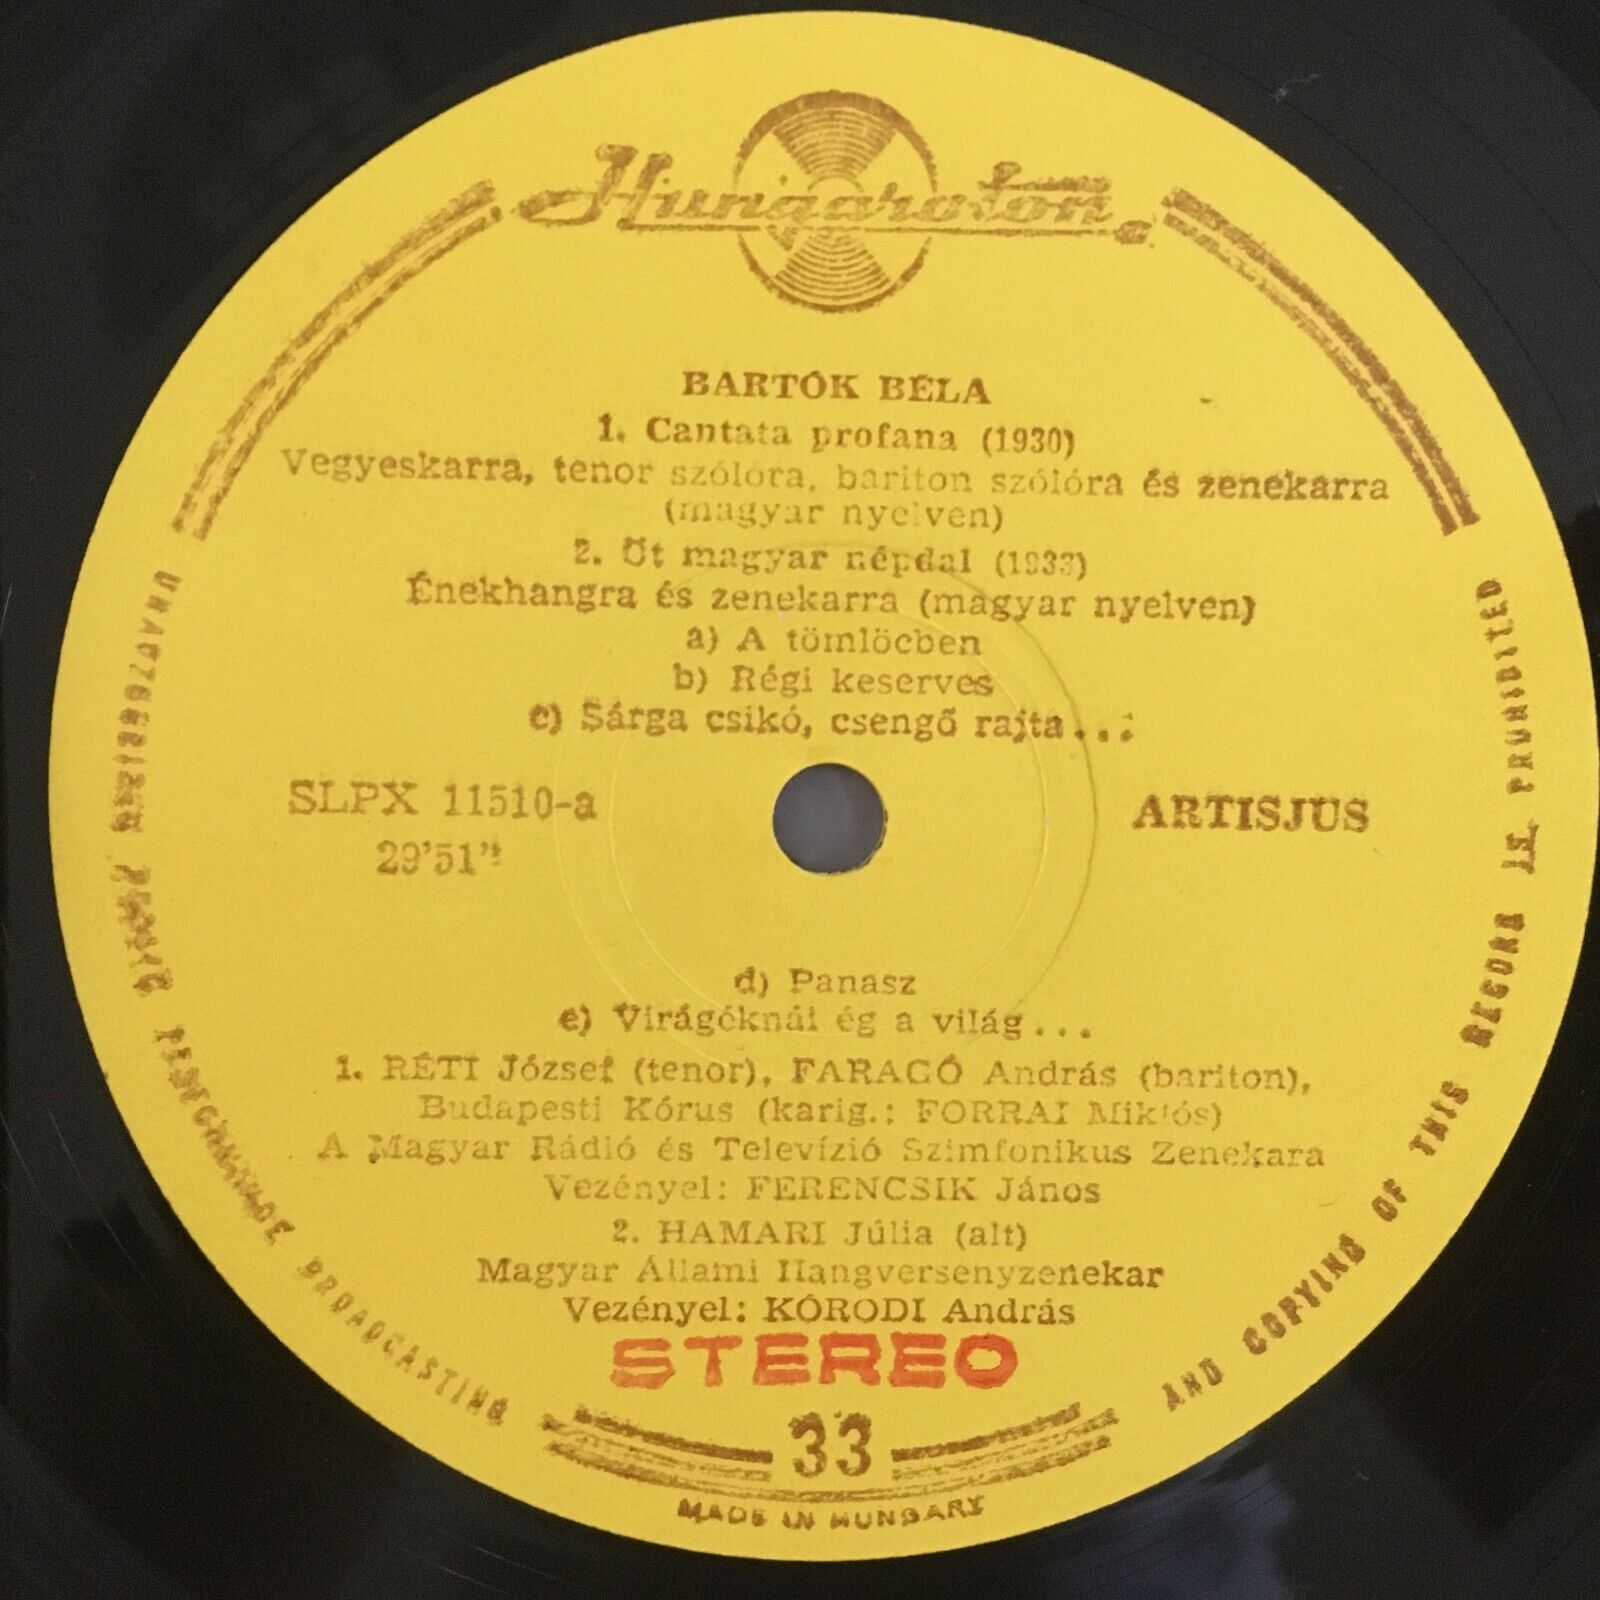 Hungaroton
BARTÓK BÉLA
1. Cantata profana (1930)
Vegyeskarra, tenor szólóra, bariton szólóra és zenekarra
(magyar nyelven)
2. Öt magyar népdal (1933)
Énekhangra és zenekarra (magyar nyelven)
a) A tömlöcben
b) Régi keserves
c) Sárga csikó, csengő rajta...
SLPX 11510-a
29'51"
ARTISJUS
d) Panasz
e) Virágéknál ég a világ...
1. RÉTI József (tenor), FARAGÓ András (bariton),
Budapesti Kórus (karig.: FORRAI Miklós)
A Magyar Rádió és Televízió Szimfonikus Zenekara
Vezényel: FERENCSIK János
2. HAMARI Júlia (alt)
Magyar Állami Hangversenyzenekar
Vezényel: KÓRODI András
STEREO
33
MADE IN HUNGARY
BROADCASTING
AND COPYING OF THIS RECORD IS PROHIBITED